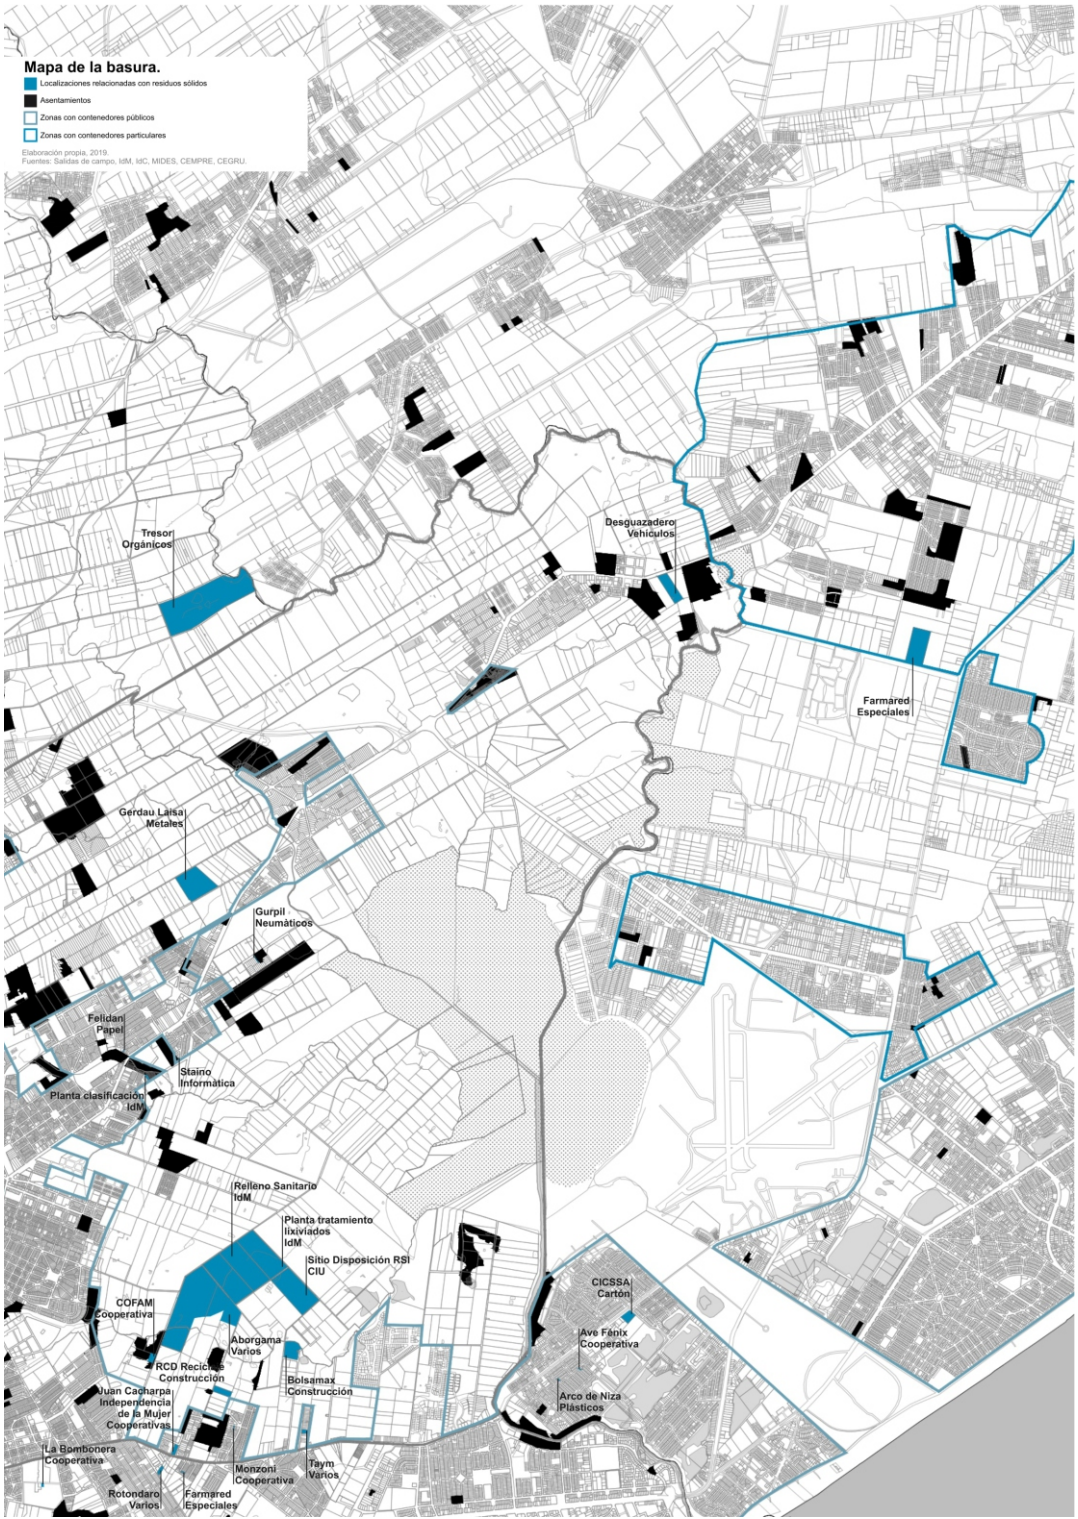 Mapa de la basura.
Localizaciones relacionadas con residuos sólidos
Asentamientos
Zonas con contenedores públicos
Zonas con contenedores particulares
Elaboración propia, 2019.
Fuentes: Salidas de campo, IdM, IdC, MIDES, CEMPRE, CEGRU.
Tresor
Orgánicos
Desguazadero
Vehículos
Farmared
Especiales
Gerdau Laisa
Metales
Gurpil
Neumàticos
Felidan
Papel
Staino
Informàtica
Planta clasificación
IdM
Relleno Sanitario
IdM
Planta tratamiento
lixiviados
IdM
Sitio Disposición RSI
CIU
CICSSA
Cartón
COFAM
Cooperativa
Aborgama
Varios
Ave Fénix
Cooperativa
RCD Recicle
Construcción
Bolsamax
Construcción
Juan Cacharpa
Independencia
de la Mujer
Cooperativas
Arco de Niza
Plásticos
La Bombonera
Cooperativa
Monzoni
Cooperativa
Taym
Varios
Rotondaro
Varios
Farmared
Especiales